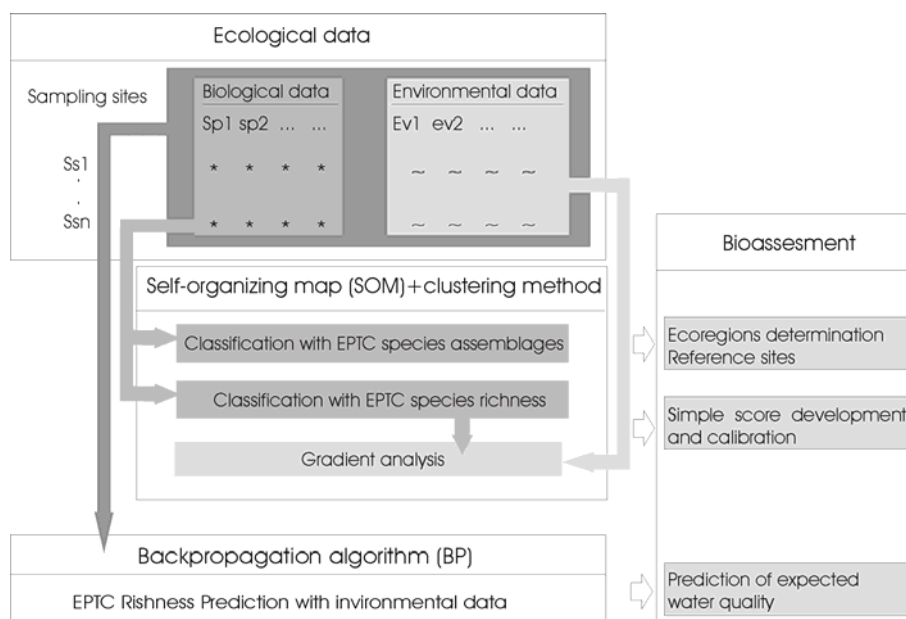 Ecological data
Sampling sites
Biological data
Environmental data
Sp1 sp2 ... ...
Ev1 ev2 ... ...
Ss1
* * * *
~ ~ ~ ~
.
.
Ssn
* * * *
~ ~ ~ ~
Self-organizing map (SOM)+clustering method
Classification with EPTC species assemblages
Classification with EPTC species richness
Gradient analysis
Backpropagation algorithm (BP)
EPTC Rishness Prediction with invironmental data
Bioassesment
Ecoregions determination
Reference sites
Simple score development
and calibration
Prediction of expected
water quality